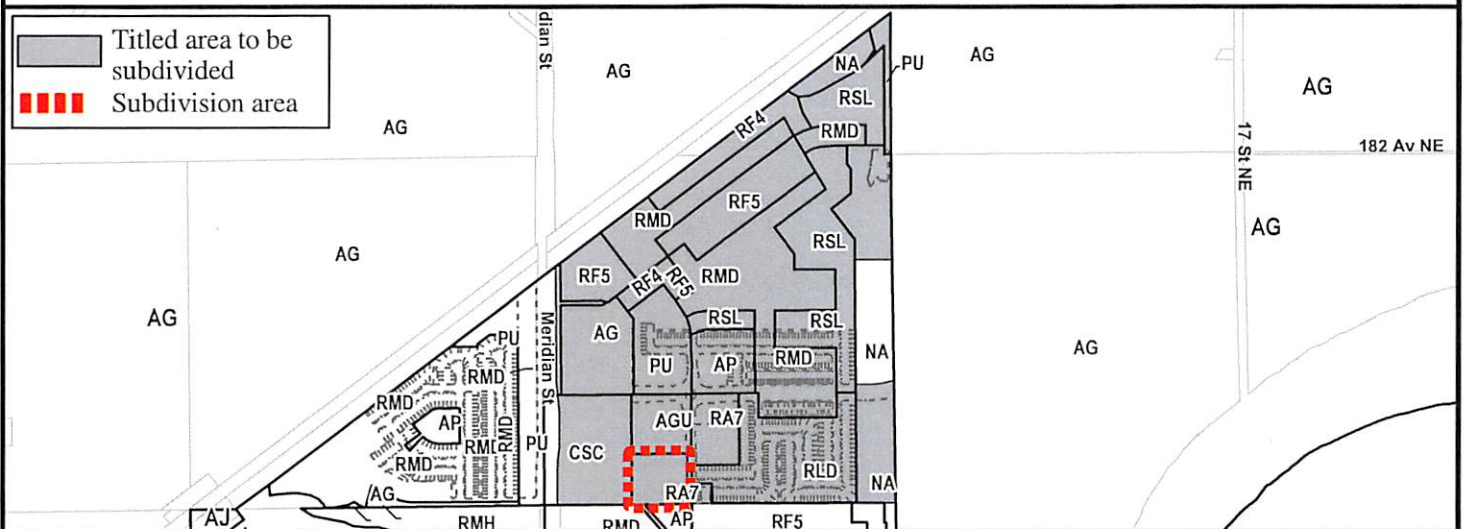 Titled area to be
subdivided
Subdivision area
dian St
AG
NA
PU
AG
AG
RSL
AG
RF4
RMD
17 St NE
182 Av NE
RF5
RMD
AG
RSL
AG
AG
RF5
RF4
RF5
RMD
AG
Meridian St
RSL
RSL
AG
PU
PU
AP
RMD
NA
AG
RMD
RMD
AP
RMD
RMD
PU
AGU
RA7
CSC
RMD
RLD
AG
RA7
NA
AJ
RMH
RMD
AP
RF5